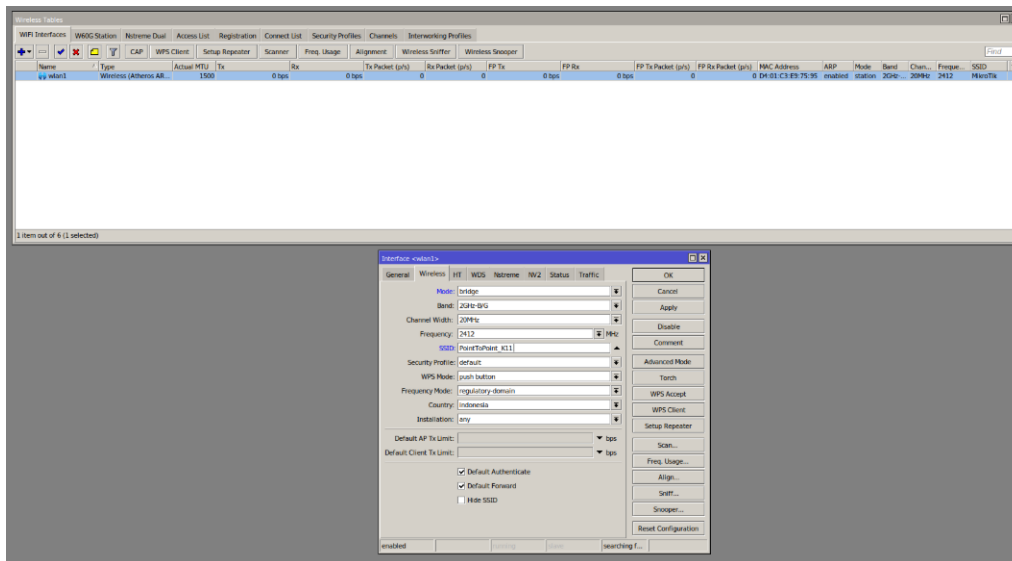 Wireless Tables
WiFi Interfaces W60G Station Nstreme Dual Access List Registration Connect List Security Profiles Channels Interworking Profiles
CAP WPS Client Setup Repeater Scanner Freq. Usage Alignment Wireless Sniffer Wireless Snooper Find
Name / Type Actual MTU Tx Rx Tx Packet (p/s) Rx Packet (p/s) FP Tx FP Rx FP Tx Packet (p/s) FP Rx Packet (p/s) MAC Address ARP Mode Band Chan... Freque... SSID
wlan1 Wireless (Atheros AR... 1500 0 bps 0 bps 0 0 0 bps 0 bps 0 0 D4:01:C3:E9:75:95 enabled station 2GHz-... 20MHz 2412 MikroTik
1 item out of 6 (1 selected)
Interface <wlan1>
General Wireless HT WDS Nstreme NV2 Status Traffic OK
Mode: bridge Cancel
Band: 2GHz-B/G Apply
Channel Width: 20MHz
Frequency: 2412 MHz Disable
SSID: PointToPoint_K11 Comment
Security Profile: default Advanced Mode
WPS Mode: push button Torch
Frequency Mode: regulatory-domain WPS Accept
Country: indonesia WPS Client
Installation: any Setup Repeater
Default AP Tx Limit: bps Scan...
Default Client Tx Limit: bps Freq. Usage...
Default Authenticate Align...
Default Forward Sniff...
Hide SSID Snooper...
Reset Configuration
enabled running slave searching f...